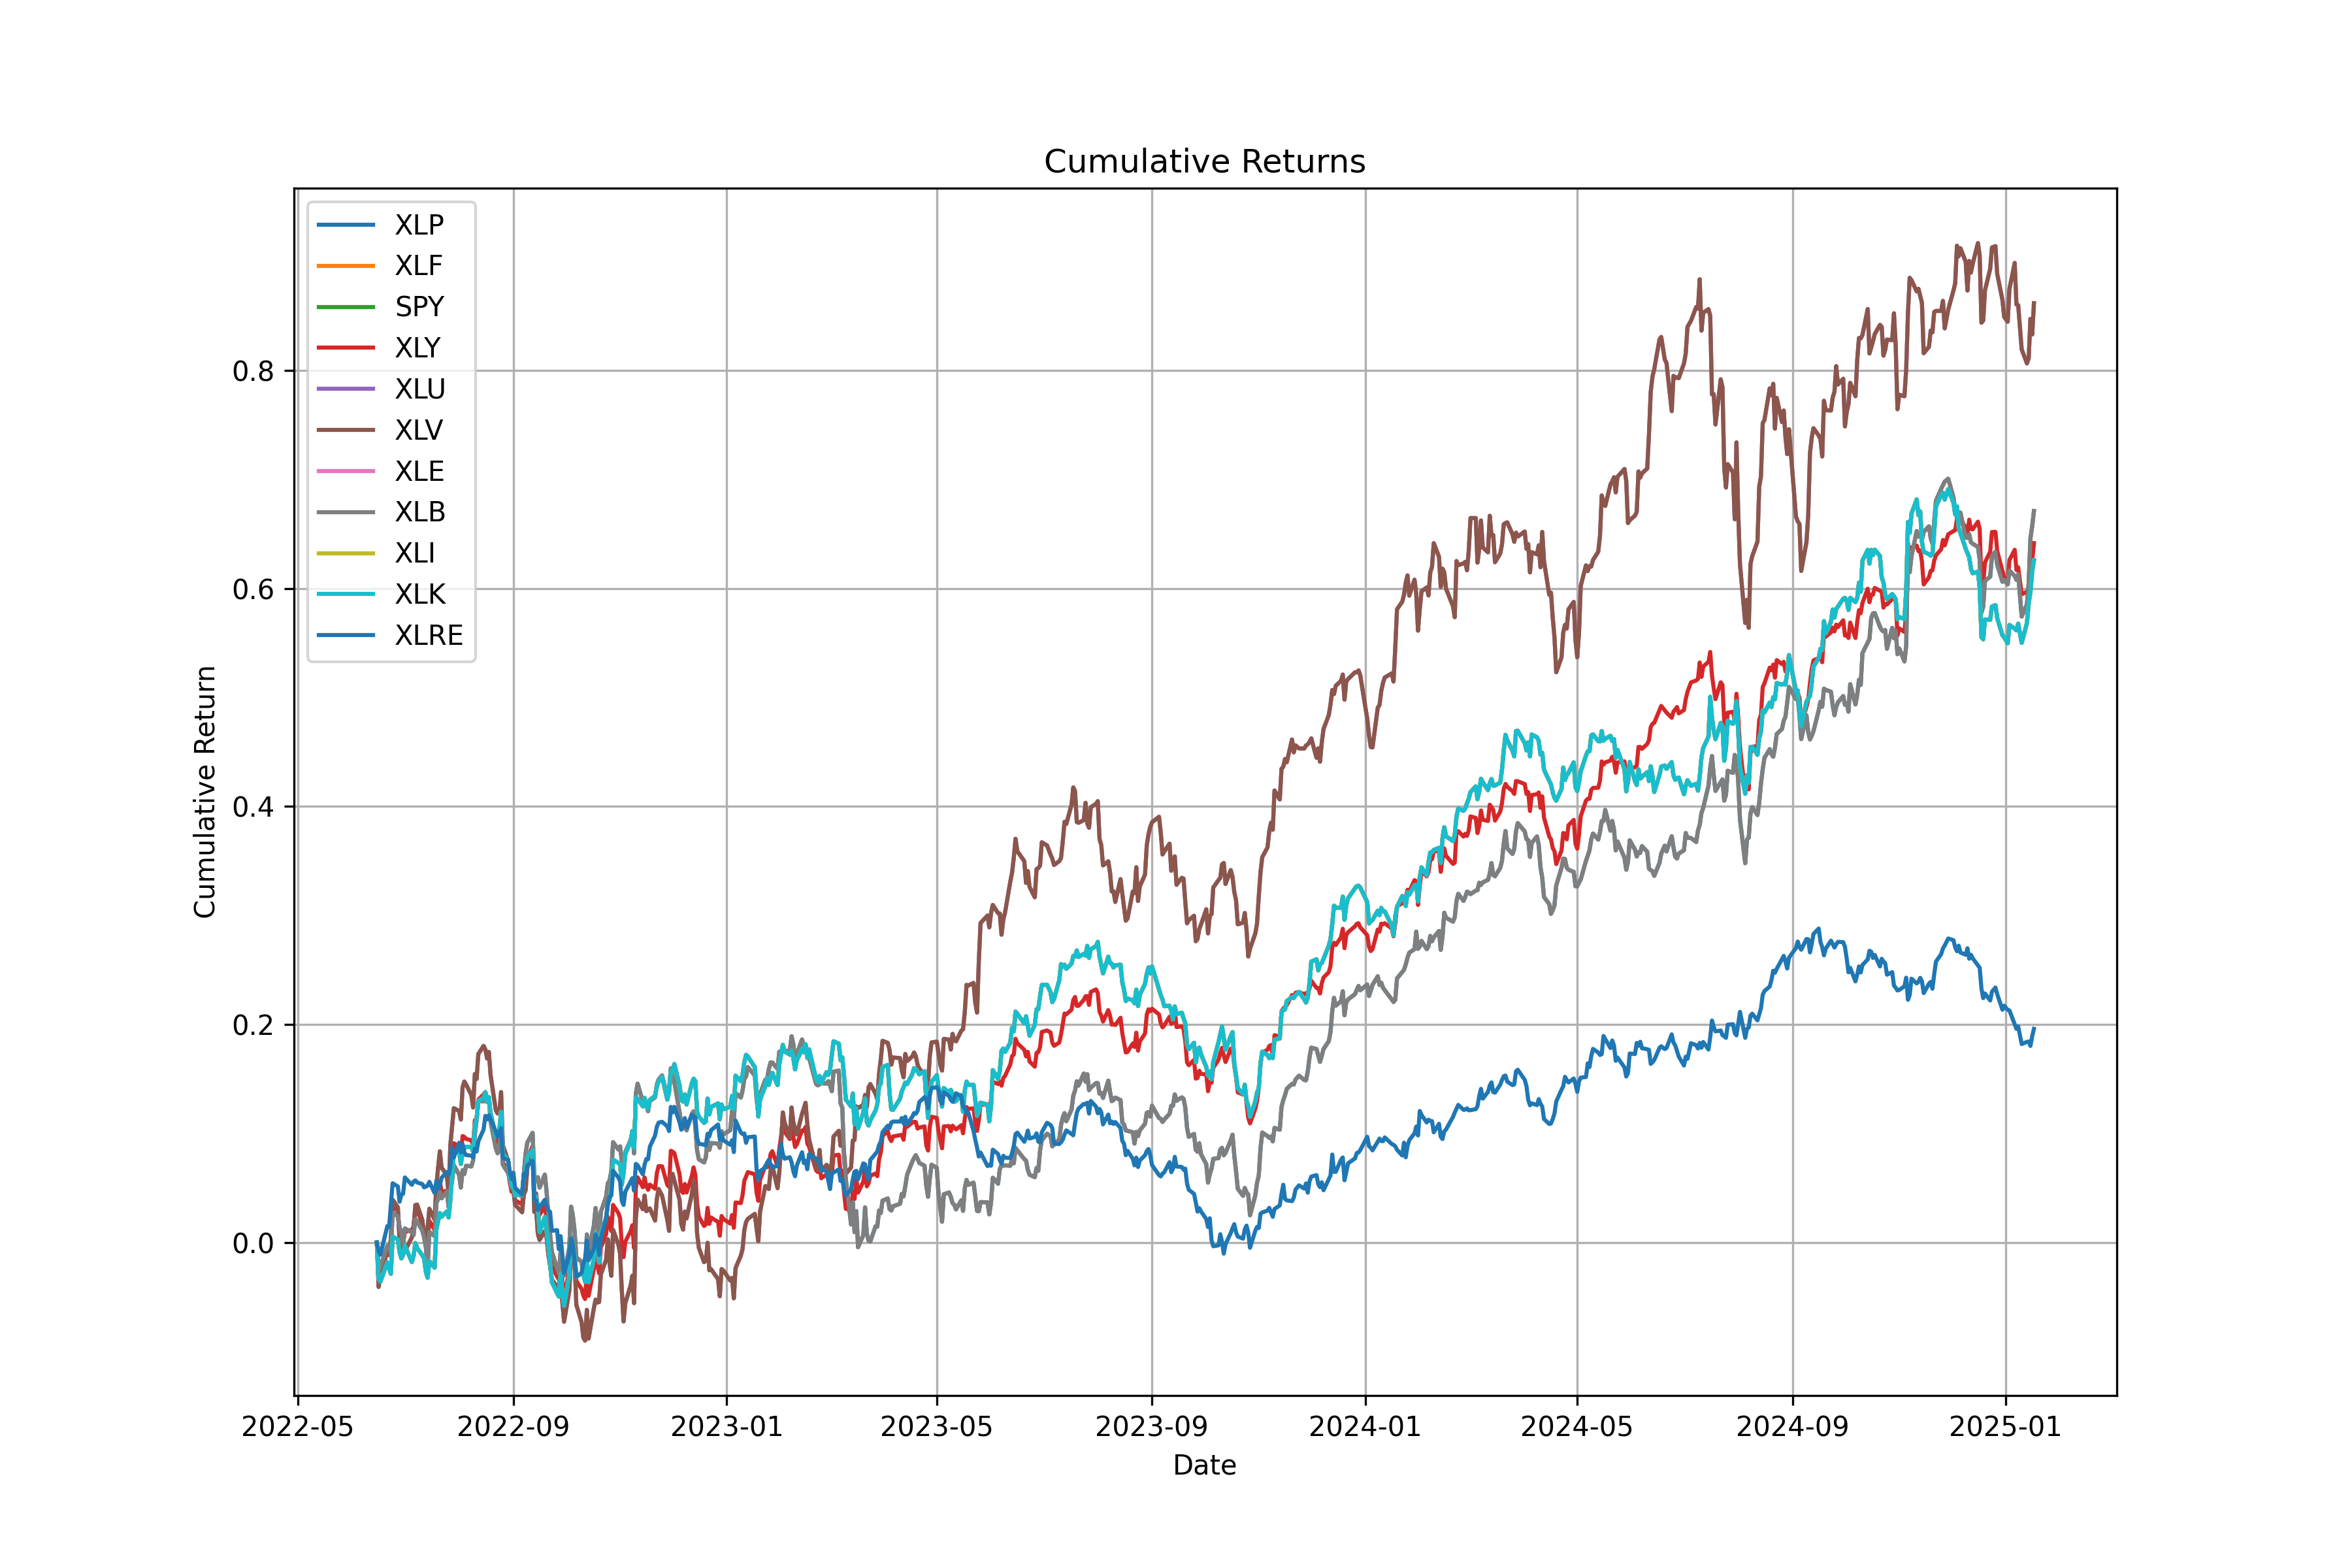 Cumulative Returns
XLP
XLF
SPY
XLY
XLU
XLV
XLE
XLB
XLI
XLK
XLRE
0.8
0.6
0.4
0.2
0.0
Cumulative Return
2022-05 2022-09 2023-01 2023-05 2023-09 2024-01 2024-05 2024-09 2025-01
Date